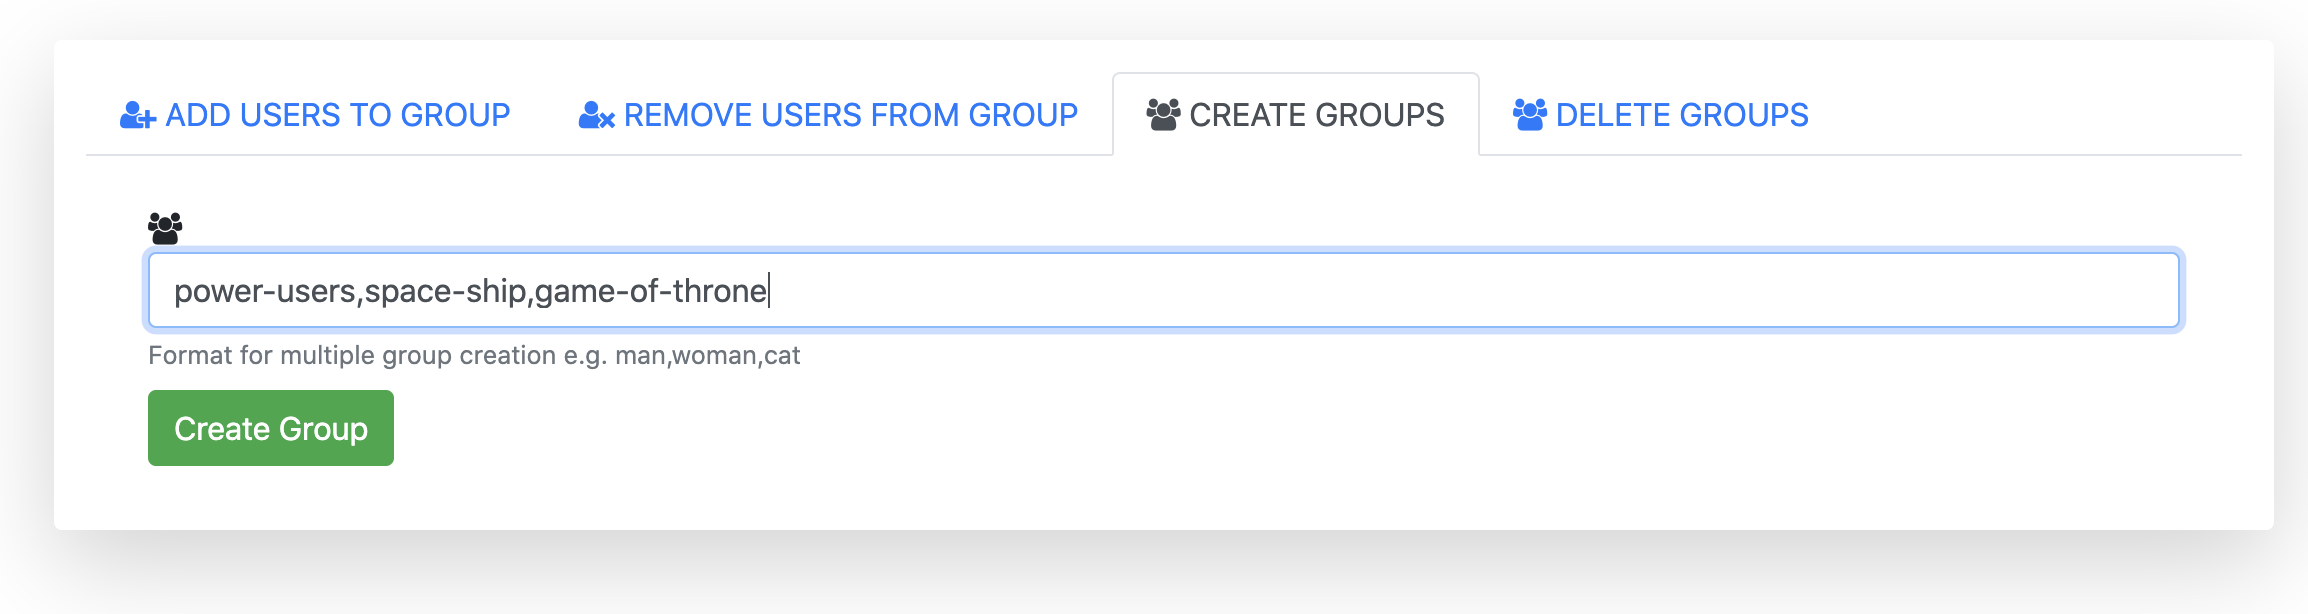 ADD USERS TO GROUP REMOVE USERS FROM GROUP CREATE GROUPS DELETE GROUPS
power-users,space-ship,game-of-throne
Format for multiple group creation e.g. man,woman,cat
Create Group